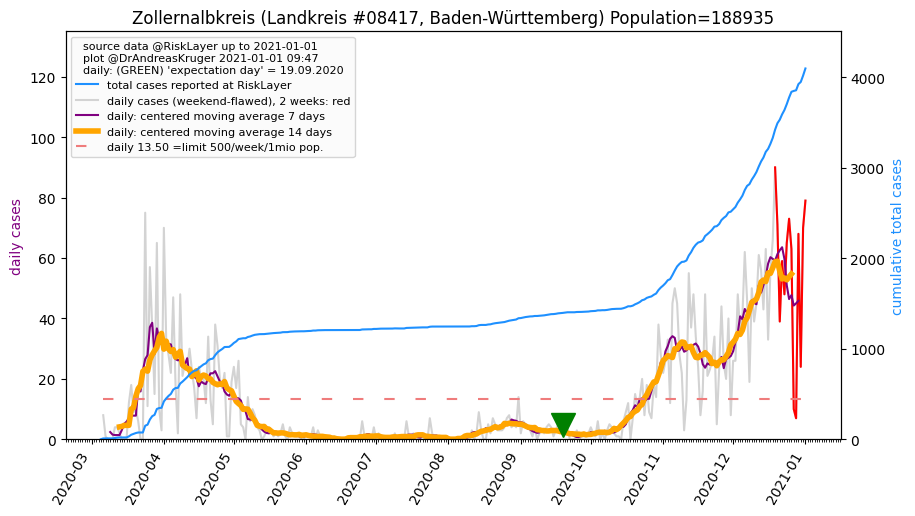 Zollernalbkreis (Landkreis #08417, Baden-Württemberg) Population=188935
source data @RiskLayer up to 2021-01-01
plot @DrAndreasKruger 2021-01-01 09:47
daily: (GREEN) 'expectation day' = 19.09.2020
total cases reported at RiskLayer
daily cases (weekend-flawed), 2 weeks: red
daily: centered moving average 7 days
daily: centered moving average 14 days
daily 13.50 =limit 500/week/1mio pop.
daily cases
120
100
80
60
40
20
0
cumulative total cases
4000
3000
2000
1000
0
2020-03
2020-04
2020-05
2020-06
2020-07
2020-08
2020-09
2020-10
2020-11
2020-12
2021-01